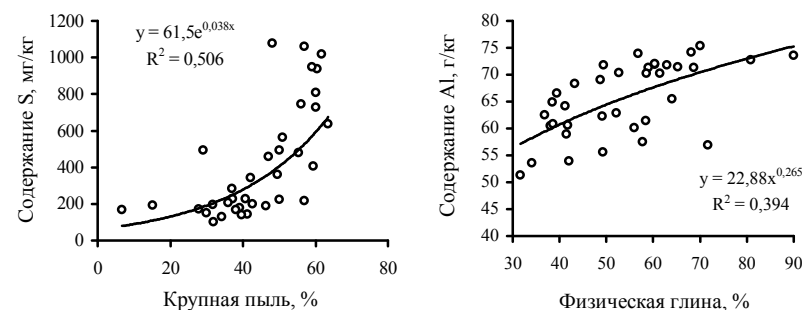 Содержание S, мг/кг
1200
1000
800
600
400
200
0
y = 61,5e^0,038x
R² = 0,506
0 20 40 60 80
Крупная пыль, %
Содержание Al, г/кг
80
75
70
65
60
55
50
45
40
y = 22,88x^0,265
R² = 0,394
30 40 50 60 70 80 90
Физическая глина, %